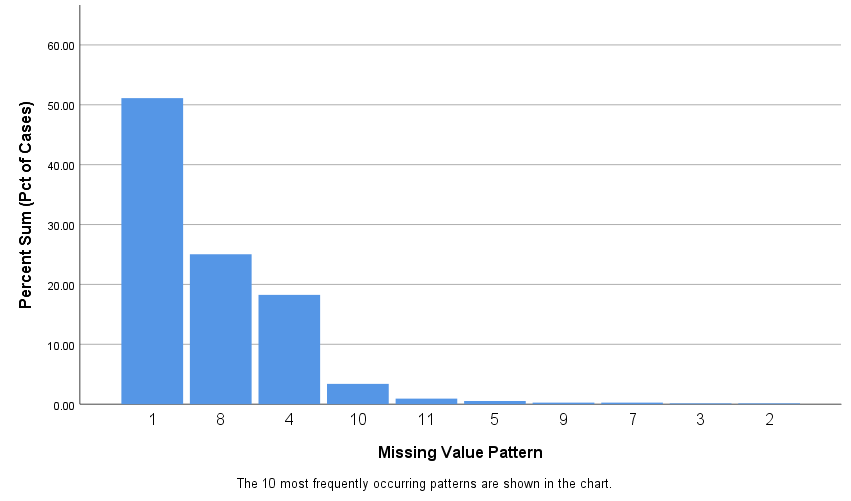 Percent Sum (Pct of Cases)
60.00
50.00
40.00
30.00
20.00
10.00
0.00
1 8 4 10 11 5 9 7 3 2
Missing Value Pattern
The 10 most frequently occurring patterns are shown in the chart.